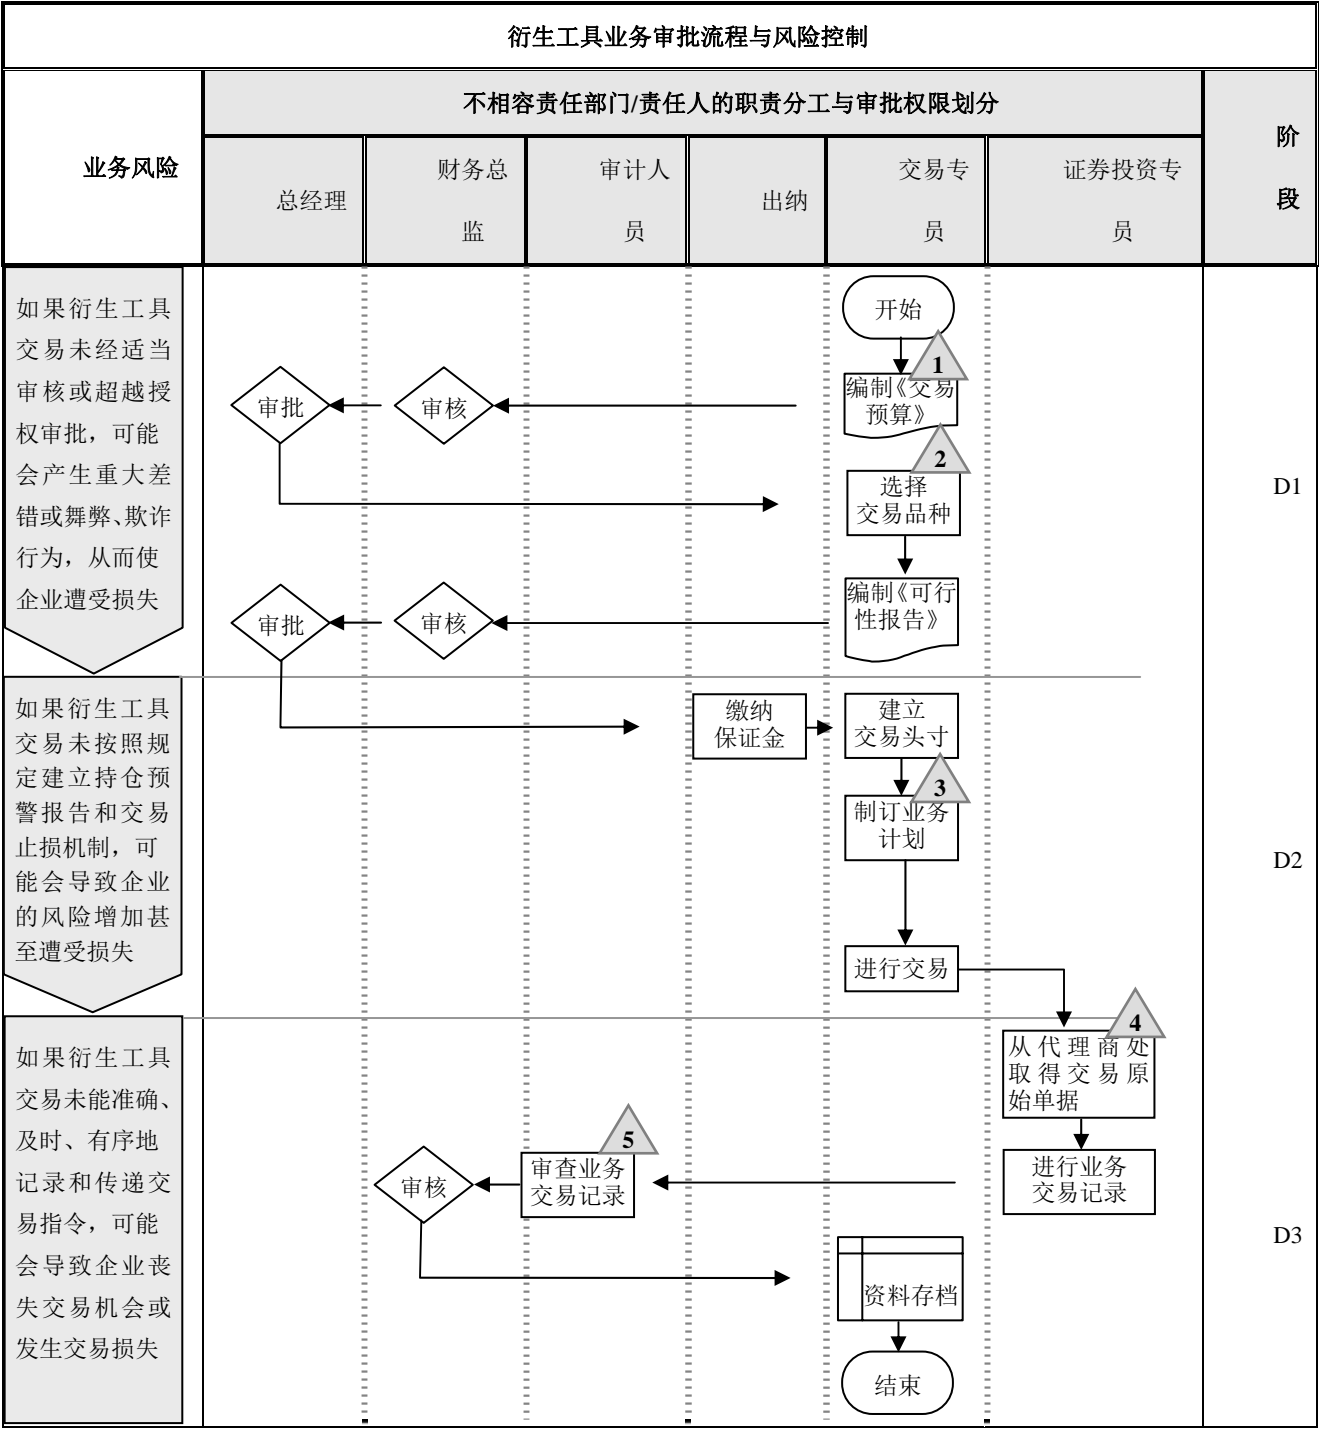 衍生工具业务审批流程与风险控制
业务风险
不相容责任部门/责任人的职责分工与审批权限划分
阶
段
总经理
财务总
监
审计人
员
出纳
交易专
员
证券投资专
员
如果衍生工具
交易未经适当
审核或超越授
权审批，可能
会产生重大差
错或舞弊、欺诈
行为，从而使
企业遭受损失
开始
1
编制《交易
预算》
审核
审批
2
选择
交易品种
编制《可行
性报告》
审核
审批
D1
如果衍生工具
交易未按照规
定建立持仓预
警报告和交易
止损机制，可
能会导致企业
的风险增加甚
至遭受损失
缴纳
保证金
建立
交易头寸
3
制订业务
计划
进行交易
D2
如果衍生工具
交易未能准确、
及时、有序地
记录和传递交
易指令，可能
会导致企业丧
失交易机会或
发生交易损失
4
从代理商处
取得交易原
始单据
进行业务
交易记录
5
审查业务
交易记录
审核
资料存档
结束
D3